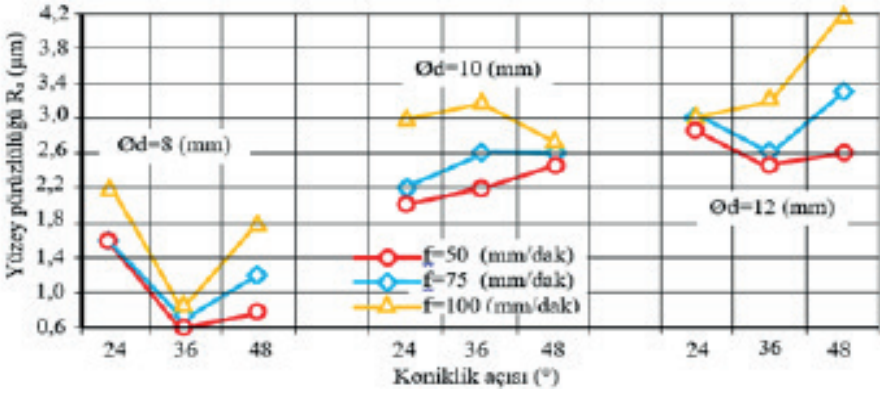 Yüzey pürüzlülüğü Rₐ (µm)
4,2
3,8
3,4
3.0
2,6
2,2
1,8
1,4
1,0
0,6
Ød=8 (mm)
Ød=10 (mm)
Ød=12 (mm)
f=50 (mm/dak)
f=75 (mm/dak)
f=100 (mm/dak)
24 36 48 24 36 48 24 36 48
Koniklik açısı (°)